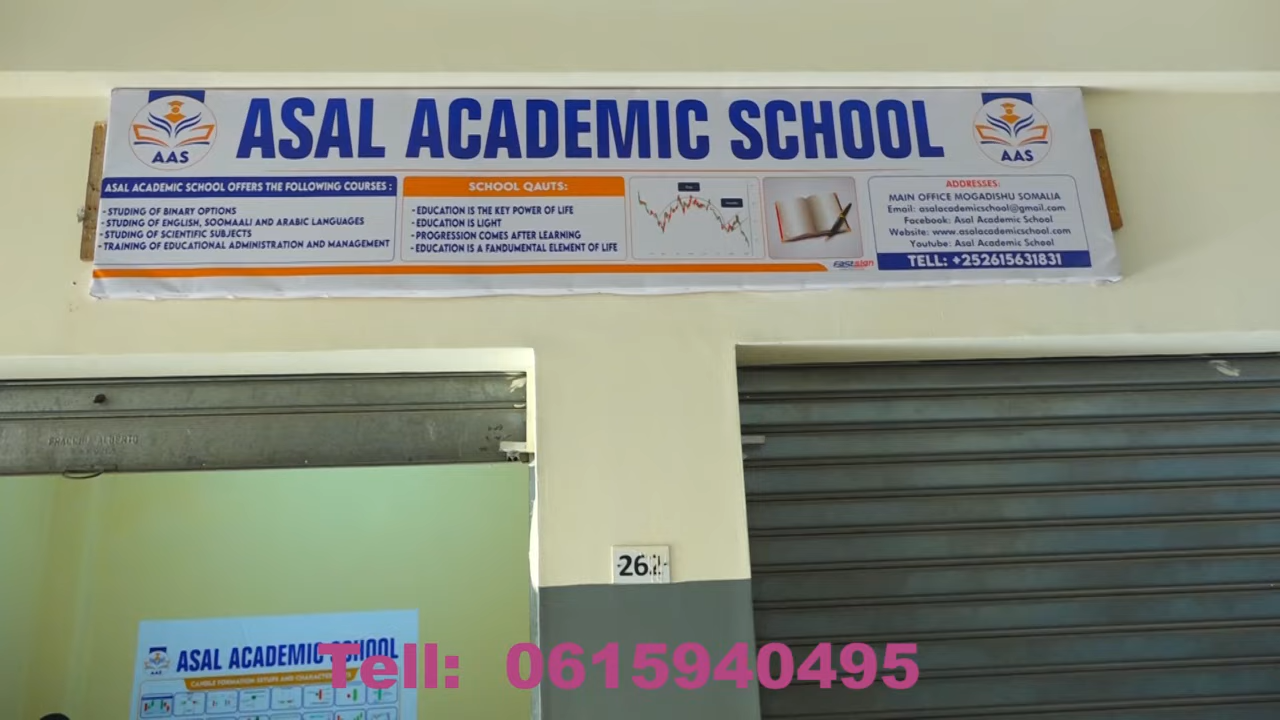 ASAL ACADEMIC SCHOOL
AAS
AAS
ASAL ACADEMIC SCHOOL OFFERS THE FOLLOWING COURSES :
- STUDING OF BINARY OPTIONS
- STUDING OF ENGLISH, SOOMAALI AND ARABIC LANGUAGES
- STUDING OF SCIENTIFIC SUBJECTS
- TRAINING OF EDUCATIONAL ADMINISTRATION AND MANAGEMENT
SCHOOL QAUTS:
- EDUCATION IS THE KEY POWER OF LIFE
- EDUCATION IS LIGHT
- PROGRESSION COMES AFTER LEARNING
- EDUCATION IS A FANDUMENTAL ELEMENT OF LIFE
ADDRESSES:
MAIN OFFICE MOGADISHU SOMALIA
Email: asalacademicschool@gmail.com
Facebook: Asal Academic School
Website: www.asalacademicschool.com
Youtube: Asal Academic School
TELL: +252615631831
ASAL ACADEMIC SCHOOL
CANDLE FORMATION SETUPS AND
Tell: 0615940495